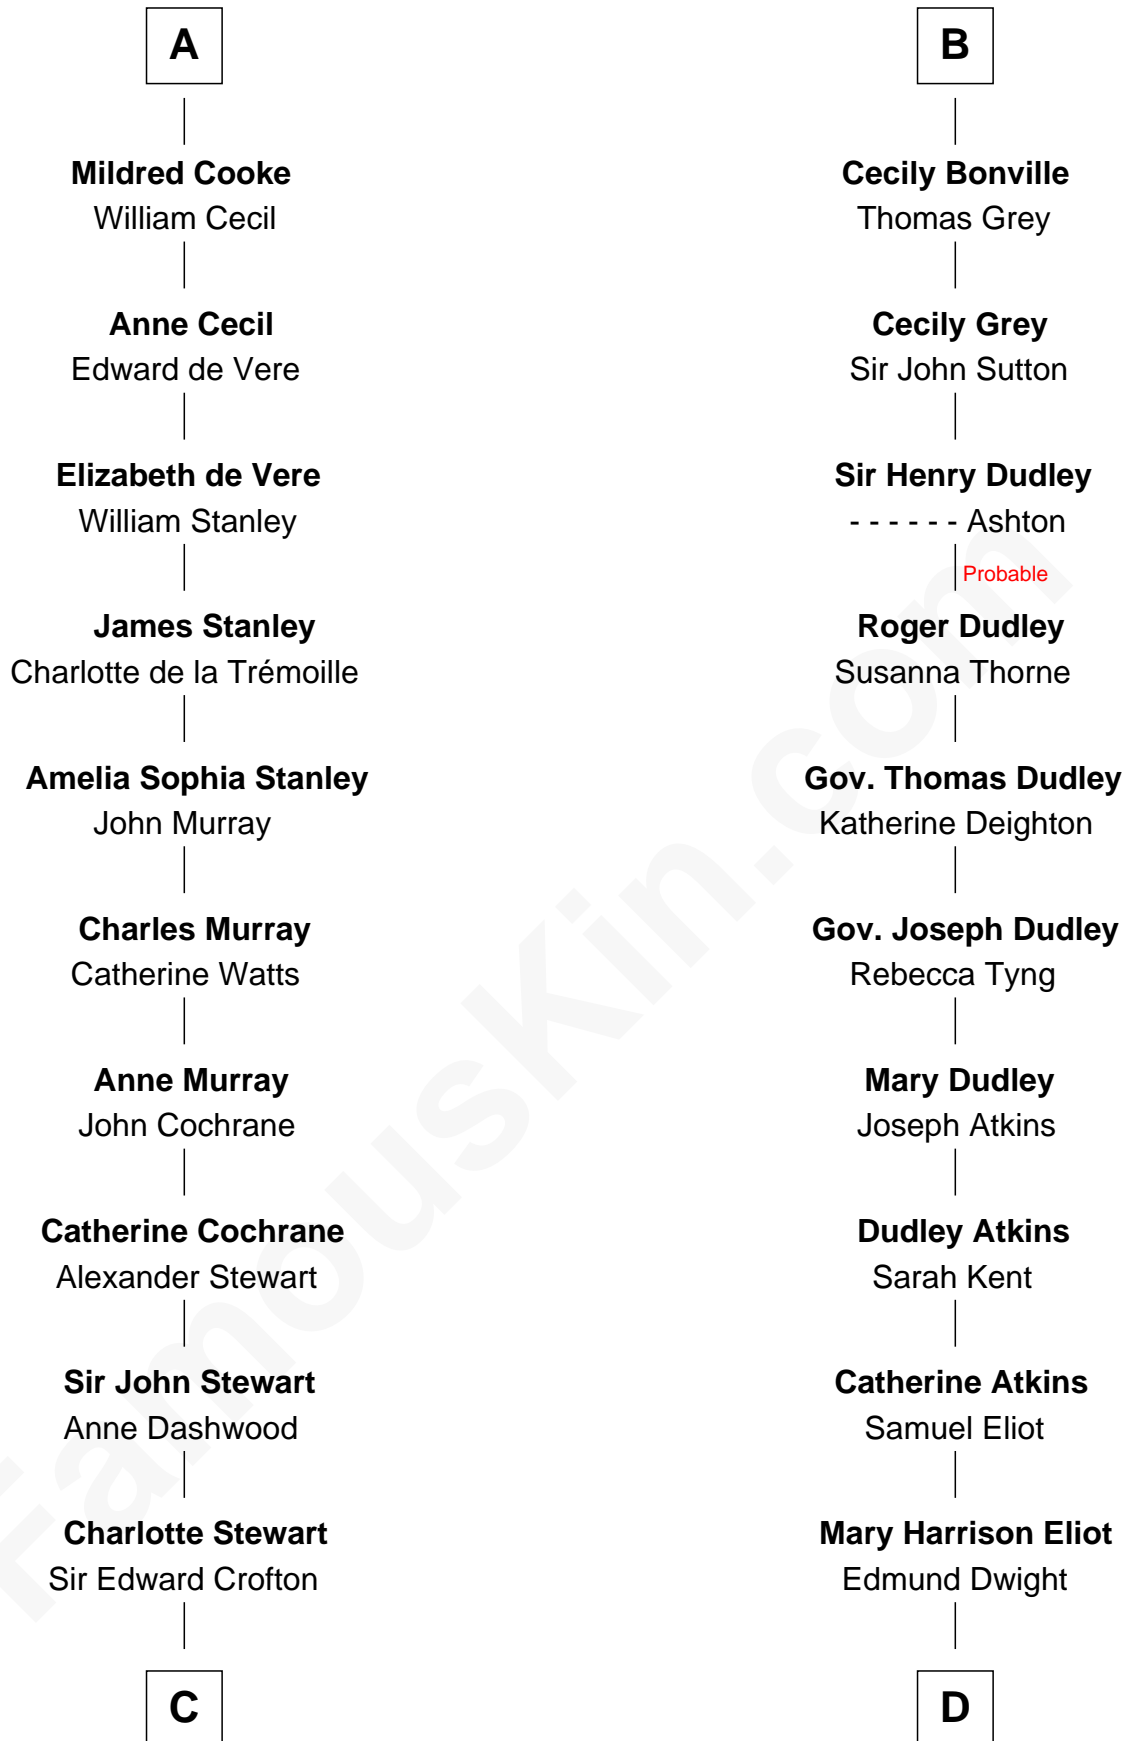 A
Mildred Cooke
William Cecil
Anne Cecil
Edward de Vere
Elizabeth de Vere
William Stanley
James Stanley
Charlotte de la Trémoille
Amelia Sophia Stanley
John Murray
Charles Murray
Catherine Watts
Anne Murray
John Cochrane
Catherine Cochrane
Alexander Stewart
Sir John Stewart
Anne Dashwood
Charlotte Stewart
Sir Edward Crofton
C
B
Cecily Bonville
Thomas Grey
Cecily Grey
Sir John Sutton
Sir Henry Dudley
- - - - - - Ashton
Probable
Roger Dudley
Susanna Thorne
Gov. Thomas Dudley
Katherine Deighton
Gov. Joseph Dudley
Rebecca Tyng
Mary Dudley
Joseph Atkins
Dudley Atkins
Sarah Kent
Catherine Atkins
Samuel Eliot
Mary Harrison Eliot
Edmund Dwight
D
FamousKin.com